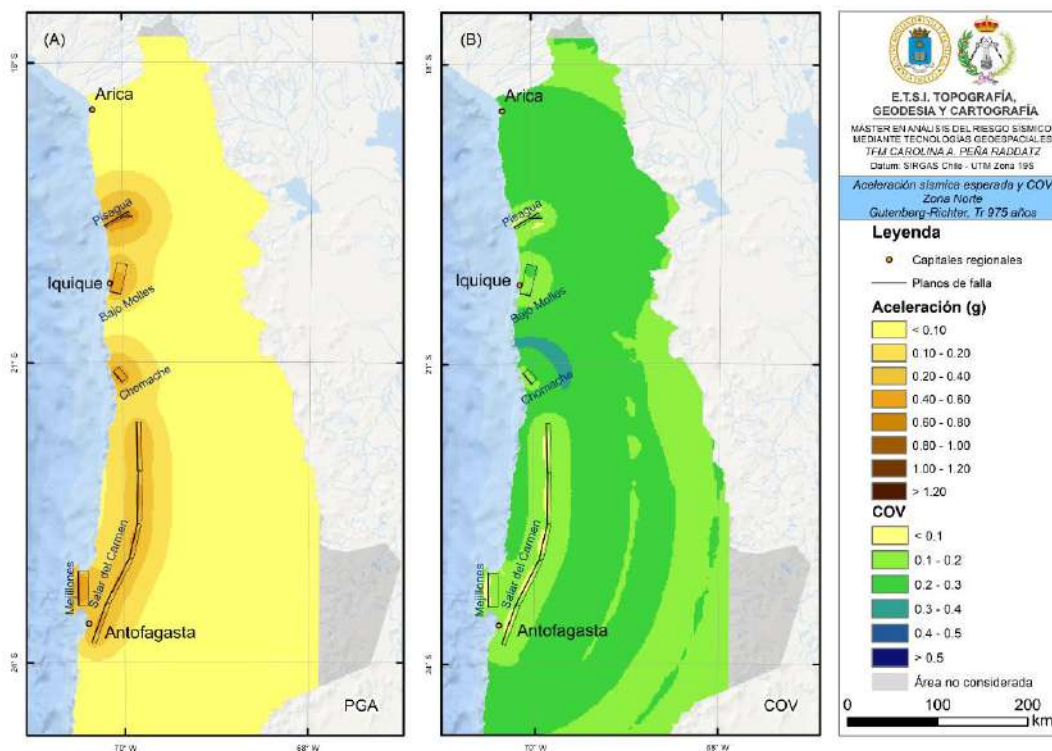 (A)
18° S
Arica
Pisagua
Iquique
Bajo Molles
21° S
Chomache
Salar del Carmen
Mejillones
Antofagasta
24° S
PGA
70° W
68° W
(B)
18° S
Arica
Pisagua
Iquique
Bajo Molles
21° S
Chomache
Salar del Carmen
Mejillones
Antofagasta
24° S
COV
70° W
68° W
E.T.S.I. TOPOGRAFÍA,
GEODESIA Y CARTOGRAFÍA
MÁSTER EN ANÁLISIS DEL RIESGO SÍSMICO
MEDIANTE TECNOLOGÍAS GEOESPACIALES
TFM CAROLINA A. PEÑA RADDATZ
Datum: SIRGAS Chile - UTM Zona 19S
Aceleración sísmica esperada y COV
Zona Norte
Gutenberg-Richter, Tr 975 años
Leyenda
Capitales regionales
Planos de falla
Aceleración (g)
< 0.10
0.10 - 0.20
0.20 - 0.40
0.40 - 0.60
0.60 - 0.80
0.80 - 1.00
1.00 - 1.20
> 1.20
COV
< 0.1
0.1 - 0.2
0.2 - 0.3
0.3 - 0.4
0.4 - 0.5
> 0.5
Área no considerada
0 100 200
km